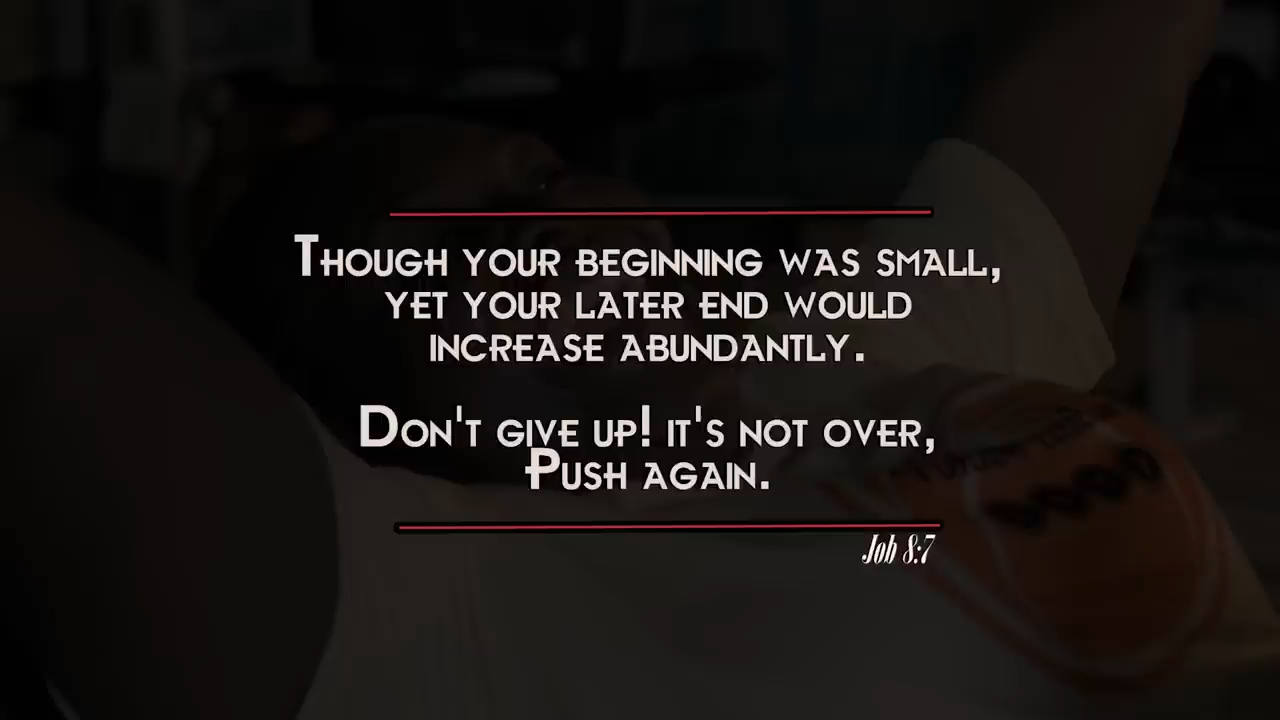 Though your beginning was small,
yet your later end would
increase abundantly.
Don't give up! it's not over,
Push again.
Job 8:7